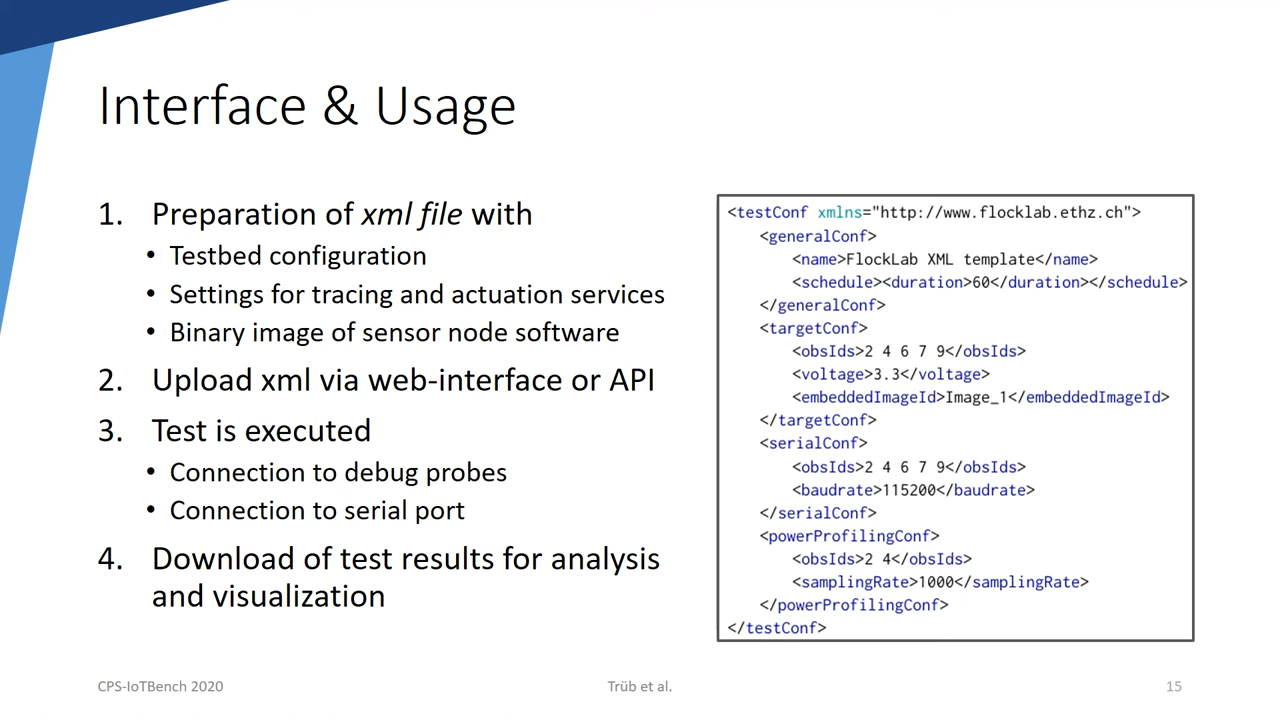 Interface & Usage
1. Preparation of xml file with
• Testbed configuration
• Settings for tracing and actuation services
• Binary image of sensor node software
2. Upload xml via web-interface or API
3. Test is executed
• Connection to debug probes
• Connection to serial port
4. Download of test results for analysis
and visualization
<testConf xmlns="http://www.flocklab.ethz.ch">
<generalConf>
<name>FlockLab XML template</name>
<schedule><duration>60</duration></schedule>
</generalConf>
<targetConf>
<obsIds>2 4 6 7 9</obsIds>
<voltage>3.3</voltage>
<embeddedImageId>Image_1</embeddedImageId>
</targetConf>
<serialConf>
<obsIds>2 4 6 7 9</obsIds>
<baudrate>115200</baudrate>
</serialConf>
<powerProfilingConf>
<obsIds>2 4</obsIds>
<samplingRate>1000</samplingRate>
</powerProfilingConf>
</testConf>
CPS-IoTBench 2020
Trüb et al.
15